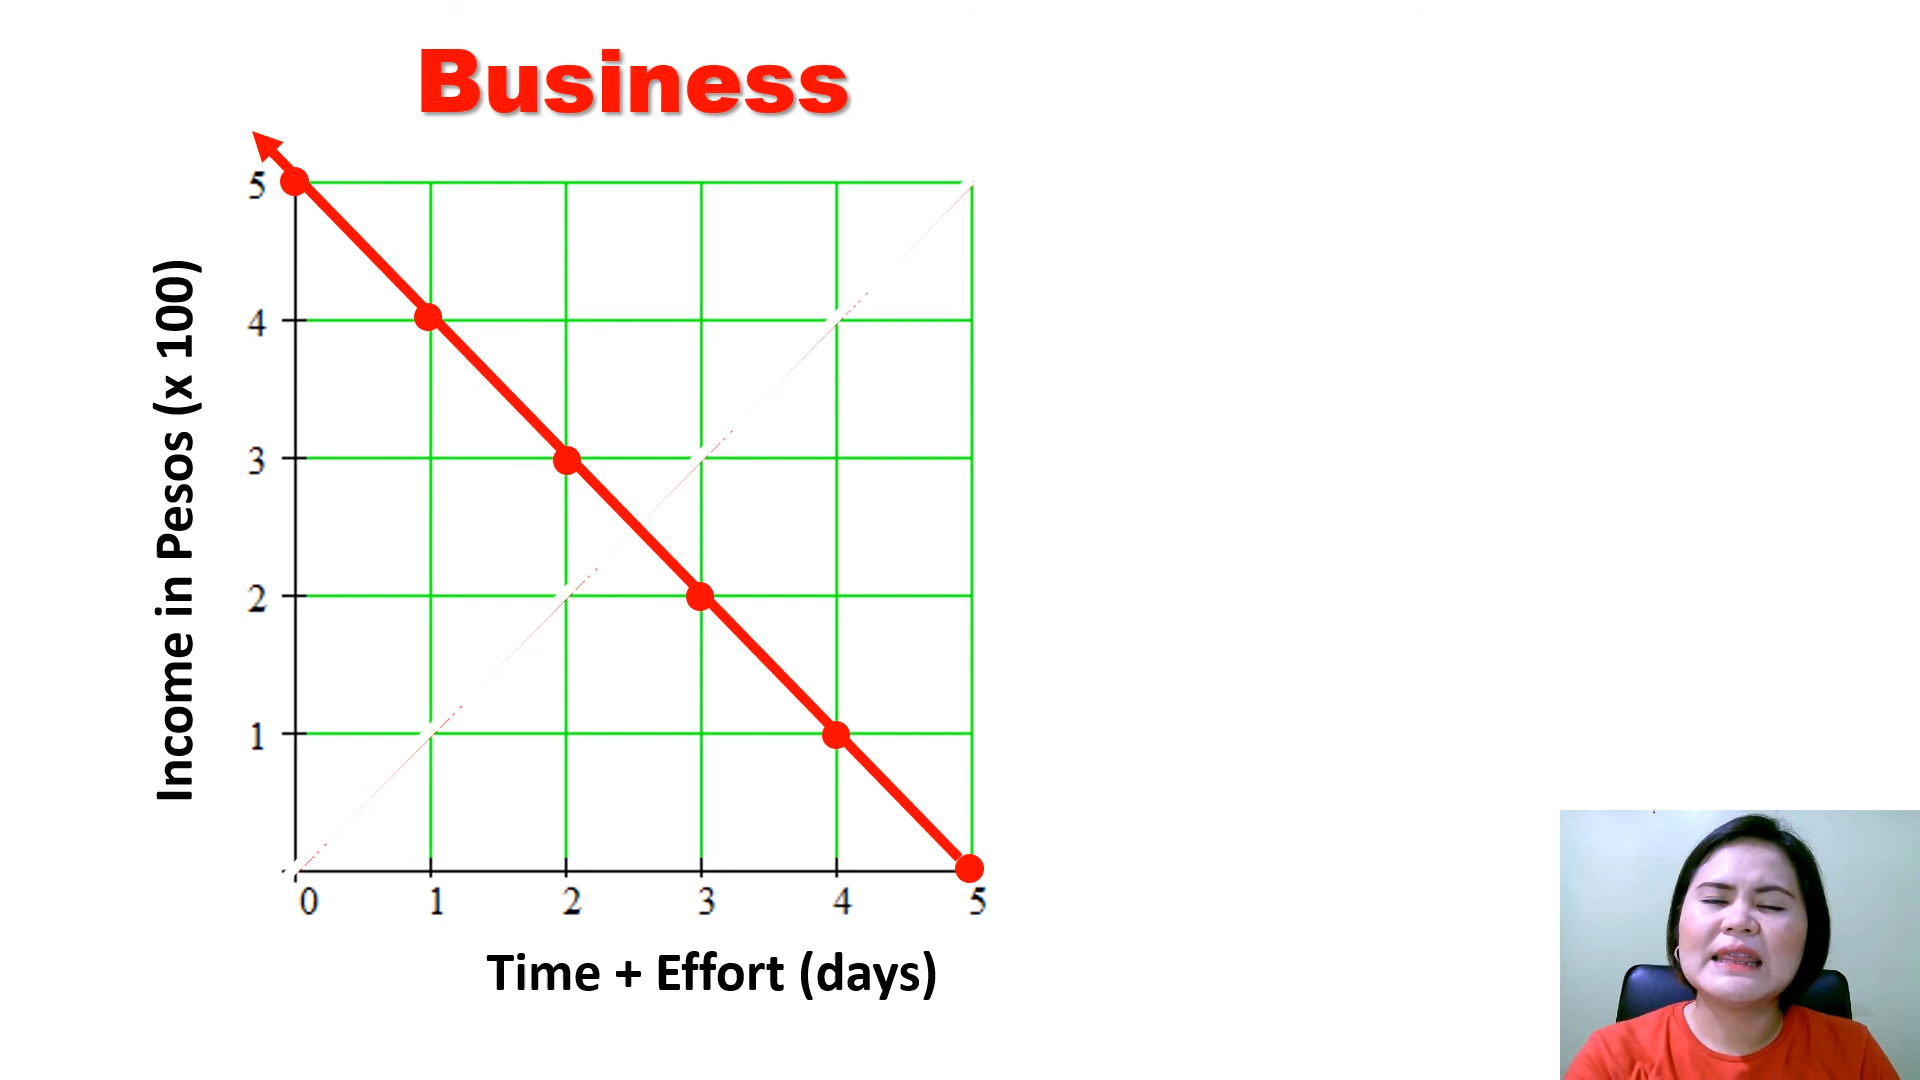 Business
5
4
3
2
1
0 1 2 3 4 5
Income in Pesos (x 100)
Time + Effort (days)